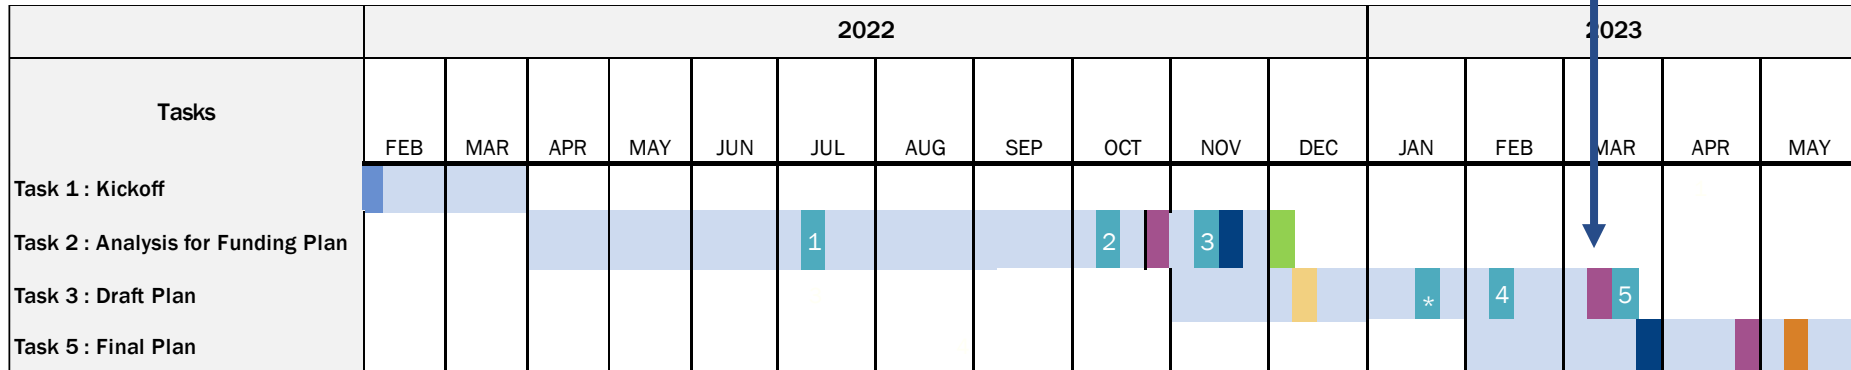 2022 2023
Tasks
FEB MAR APR MAY JUN JUL AUG SEP OCT NOV DEC JAN FEB MAR APR MAY
Task 1 : Kickoff
Task 2 : Analysis for Funding Plan 1 2 3
Task 3 : Draft Plan * 4 5
Task 5 : Final Plan